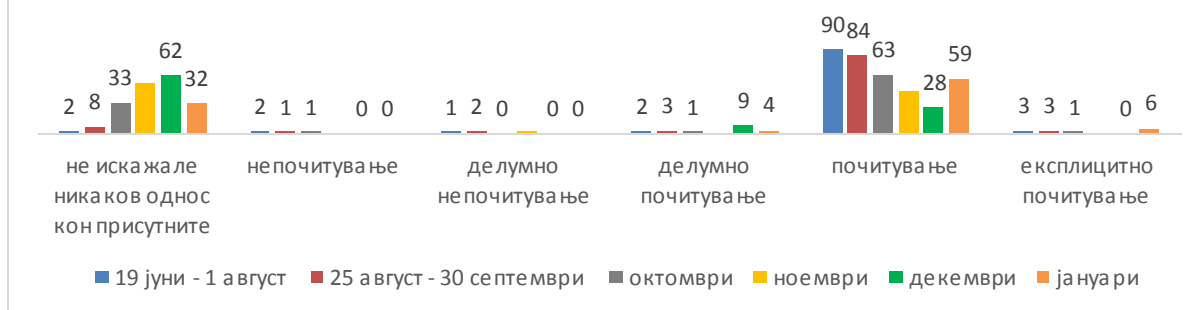 2 8 33 62 32 2 1 1 0 0 1 2 0 0 0 2 3 1 9 4 90 84 63 28 59 3 3 1 0 6
не искажале никаков однос кон присутните
непочитување
делумно непочитување
делумно почитување
почитување
експлицитно почитување
19 јуни - 1 август 25 август - 30 септември октомври ноември декември јануари